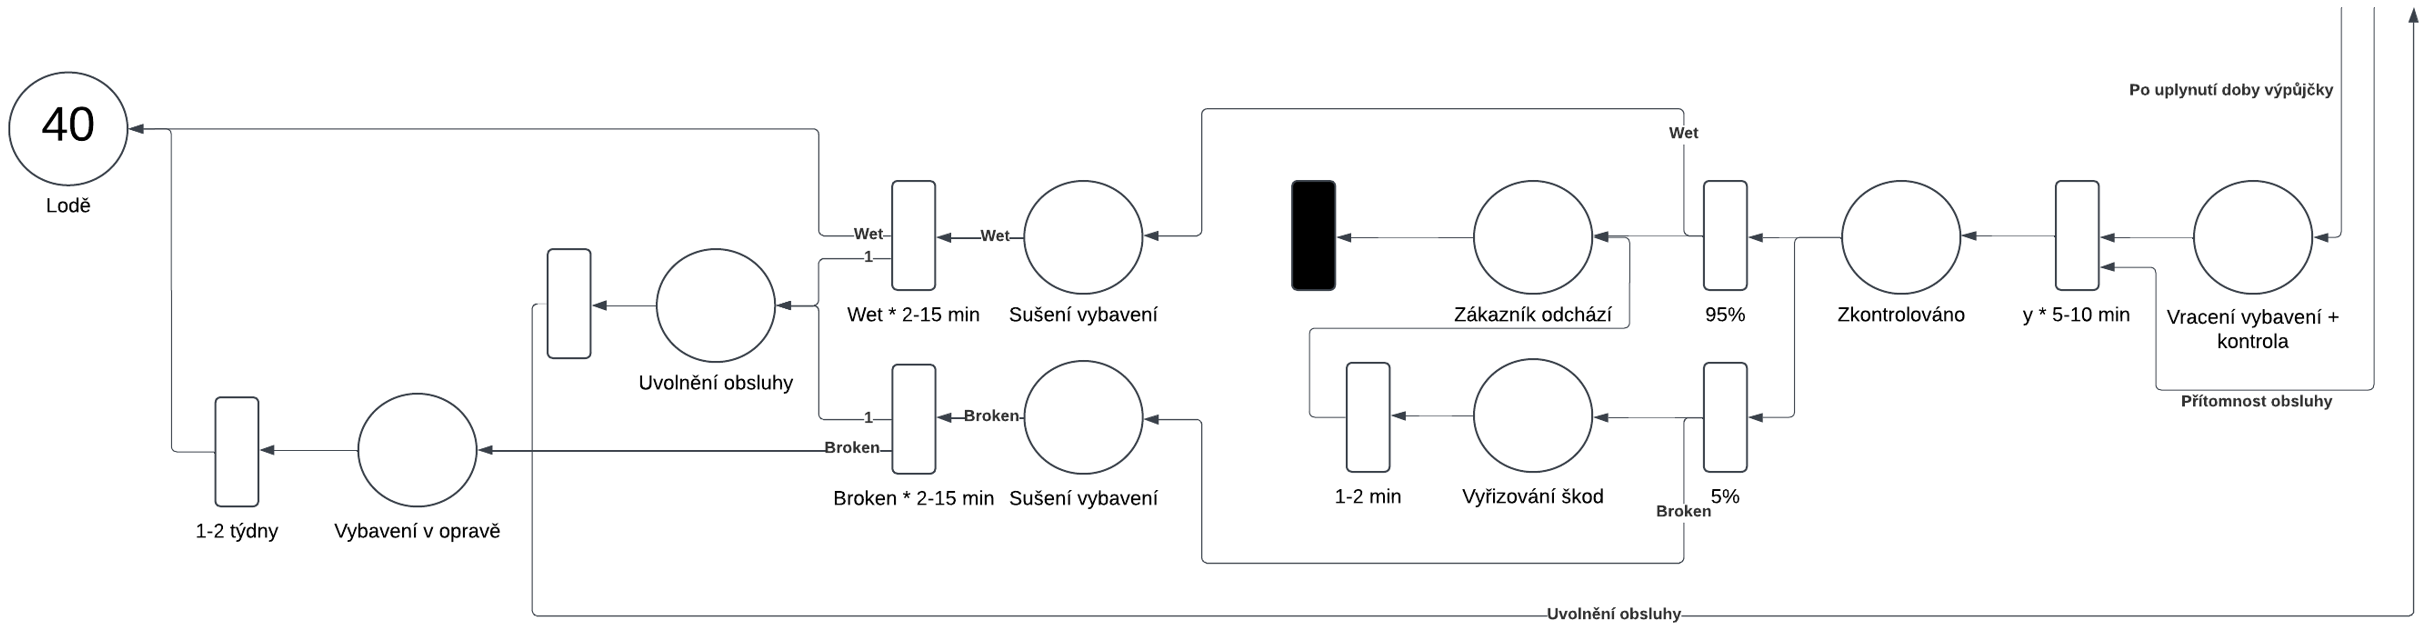 Po uplynutí doby výpůjčky
40
Wet
Lodě
Wet
Wet
1
Wet * 2-15 min
Sušení vybavení
Zákazník odchází
95%
Zkontrolováno
y * 5-10 min
Vracení vybavení +
kontrola
Uvolnění obsluhy
Přítomnost obsluhy
1
Broken
Broken
Broken * 2-15 min
Sušení vybavení
1-2 min
Vyřizování škod
5%
Broken
1-2 týdny
Vybavení v opravě
Uvolnění obsluhy